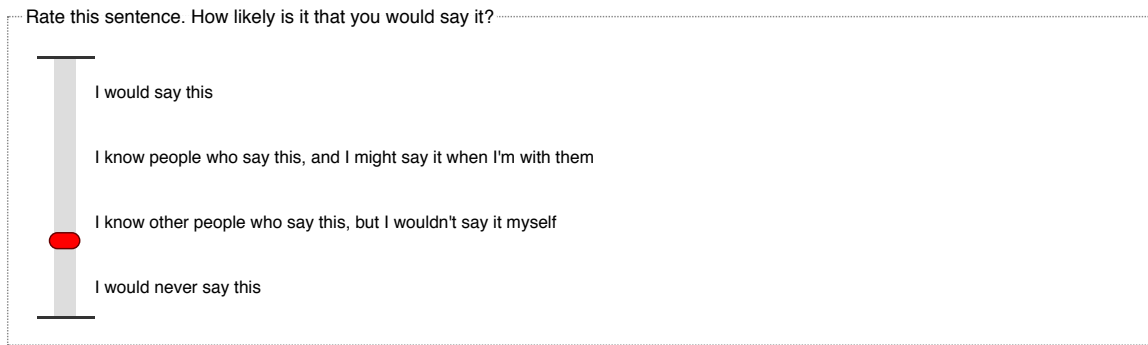 Rate this sentence. How likely is it that you would say it?
I would say this
I know people who say this, and I might say it when I'm with them
I know other people who say this, but I wouldn't say it myself
I would never say this